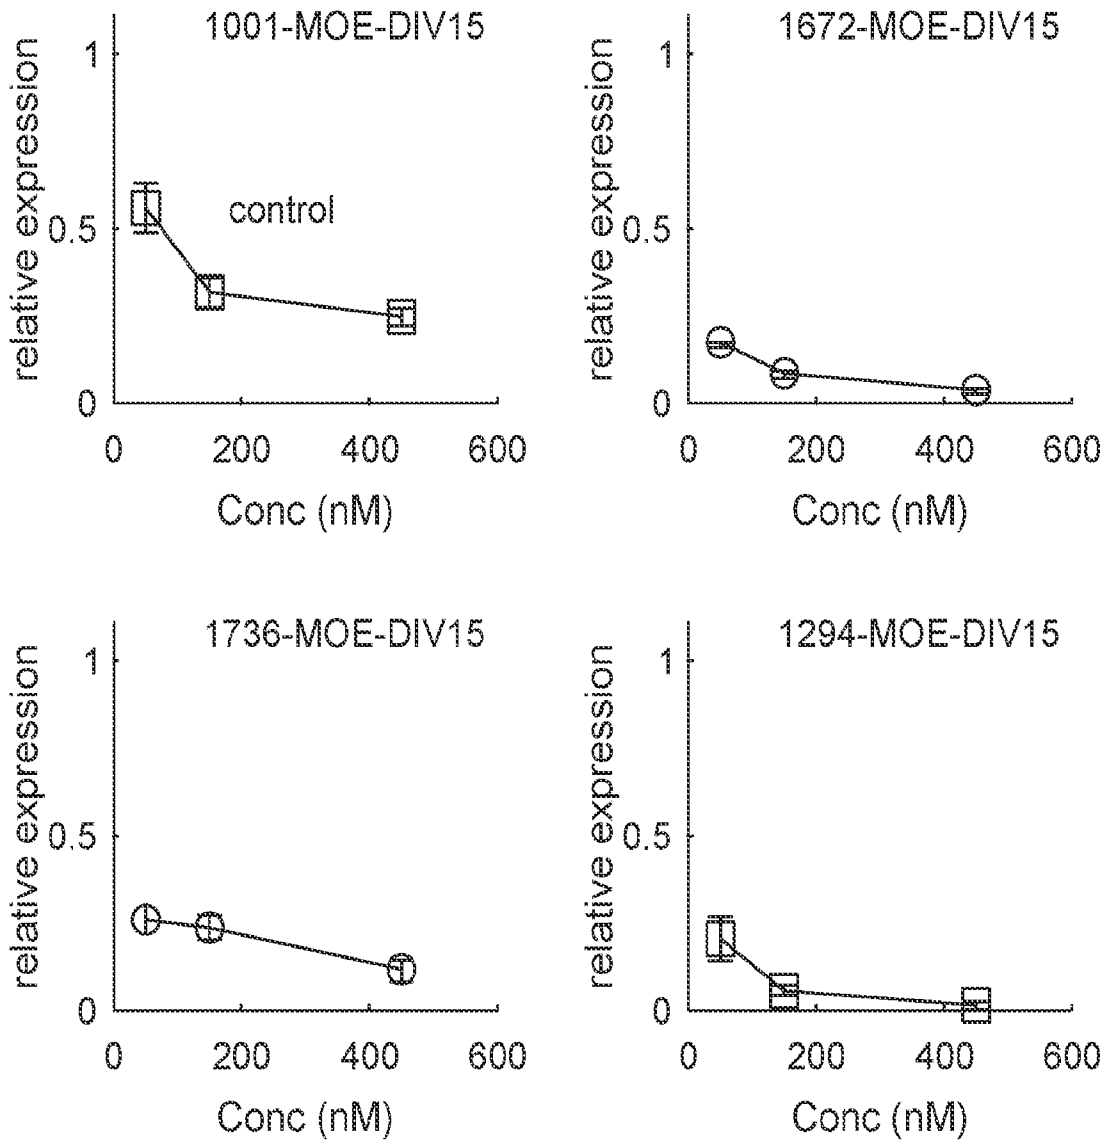 1001-MOE-DIV15
relative expression
1
0.5
0
control
0 200 400 600
Conc (nM)
1672-MOE-DIV15
relative expression
1
0.5
0
0 200 400 600
Conc (nM)
1736-MOE-DIV15
relative expression
1
0.5
0
0 200 400 600
Conc (nM)
1294-MOE-DIV15
relative expression
1
0.5
0
0 200 400 600
Conc (nM)